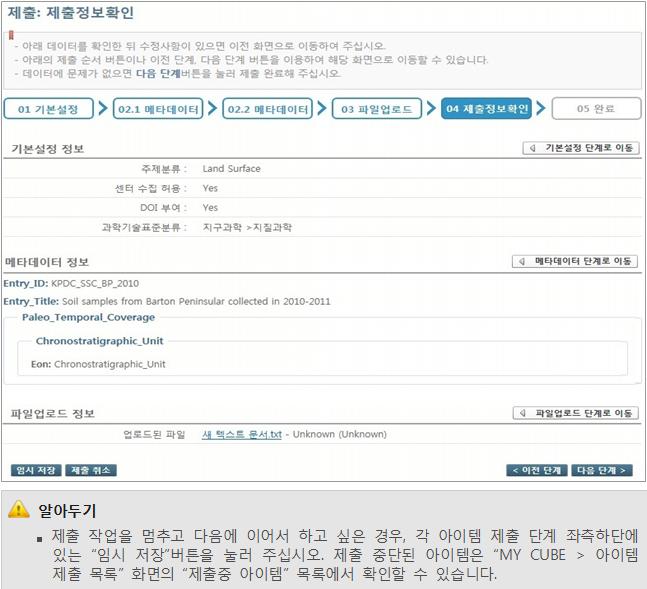 제출: 제출정보확인
- 아래 데이터를 확인한 뒤 수정사항이 있으면 이전 화면으로 이동하여 주십시오.
- 아래의 제출 순서 버튼이나 이전 단계, 다음 단계 버튼을 이용하여 해당 화면으로 이동할 수 있습니다.
- 데이터에 문제가 없으면 다음 단계버튼을 눌러 제출 완료해 주십시오.
01 기본설정 02.1 메타데이터 02.2 메타데이터 03 파일업로드 04 제출정보확인 05 완료
기본설정 정보 기본설정 단계로 이동
주제분류 : Land Surface
센터 수집 허용 : Yes
DOI 부여 : Yes
과학기술표준분류 : 지구과학 >지질과학
메타데이터 정보 메타데이터 단계로 이동
Entry_ID: KPDC_SSC_BP_2010
Entry_Title: Soil samples from Barton Peninsular collected in 2010-2011
Paleo_Temporal_Coverage
Chronostratigraphic_Unit
Eon: Chronostratigraphic_Unit
파일업로드 정보 파일업로드 단계로 이동
업로드된 파일 새 텍스트 문서.txt - Unknown (Unknown)
임시 저장 제출 취소 < 이전 단계 다음 단계 >
알아두기
■ 제출 작업을 멈추고 다음에 이어서 하고 싶은 경우, 각 아이템 제출 단계 좌측하단에
있는 “임시 저장”버튼을 눌러 주십시오. 제출 중단된 아이템은 “MY CUBE > 아이템
제출 목록” 화면의 “제출중 아이템” 목록에서 확인할 수 있습니다.